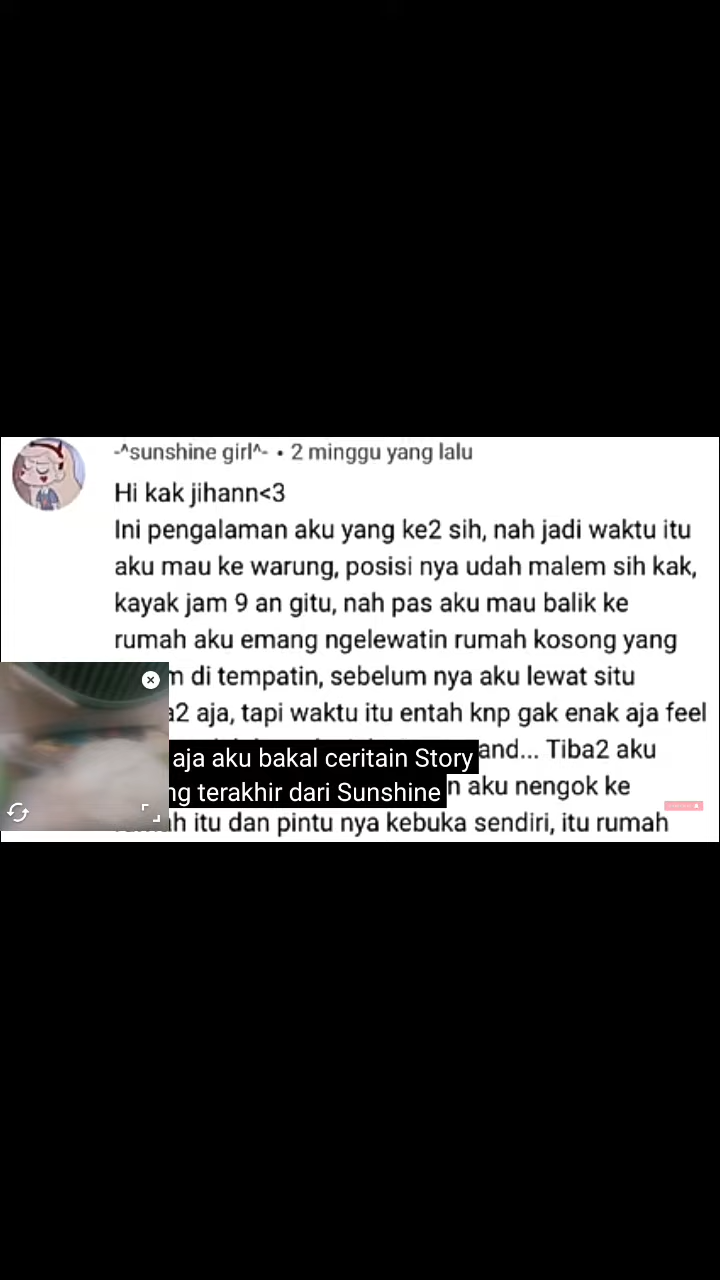 -^sunshine girl^- • 2 minggu yang lalu
Hi kak jihann<3
Ini pengalaman aku yang ke2 sih, nah jadi waktu itu
aku mau ke warung, posisi nya udah malem sih kak,
kayak jam 9 an gitu, nah pas aku mau balik ke
rumah aku emang ngelewatin rumah kosong yang
di tempatin, sebelum nya aku lewat situ
aja, tapi waktu itu entah knp gak enak aja feel
and... Tiba2 aku
aja aku bakal ceritain Story
terakhir dari Sunshine
aku nengok ke
itu dan pintu nya kebuka sendiri, itu rumah